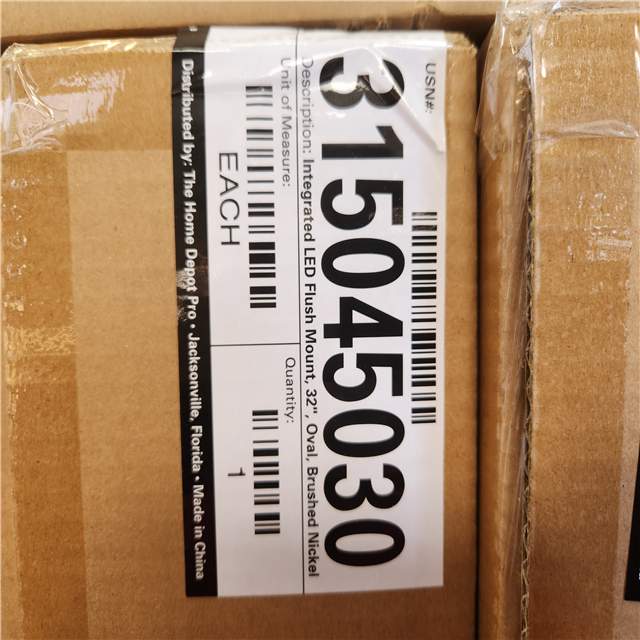 USN#:
315045030
Description: Integrated LED Flush Mount, 32", Oval, Brushed Nickel
Unit of Measure:
EACH
Quantity:
1
Distributed by: The Home Depot Pro • Jacksonville, Florida • Made in China